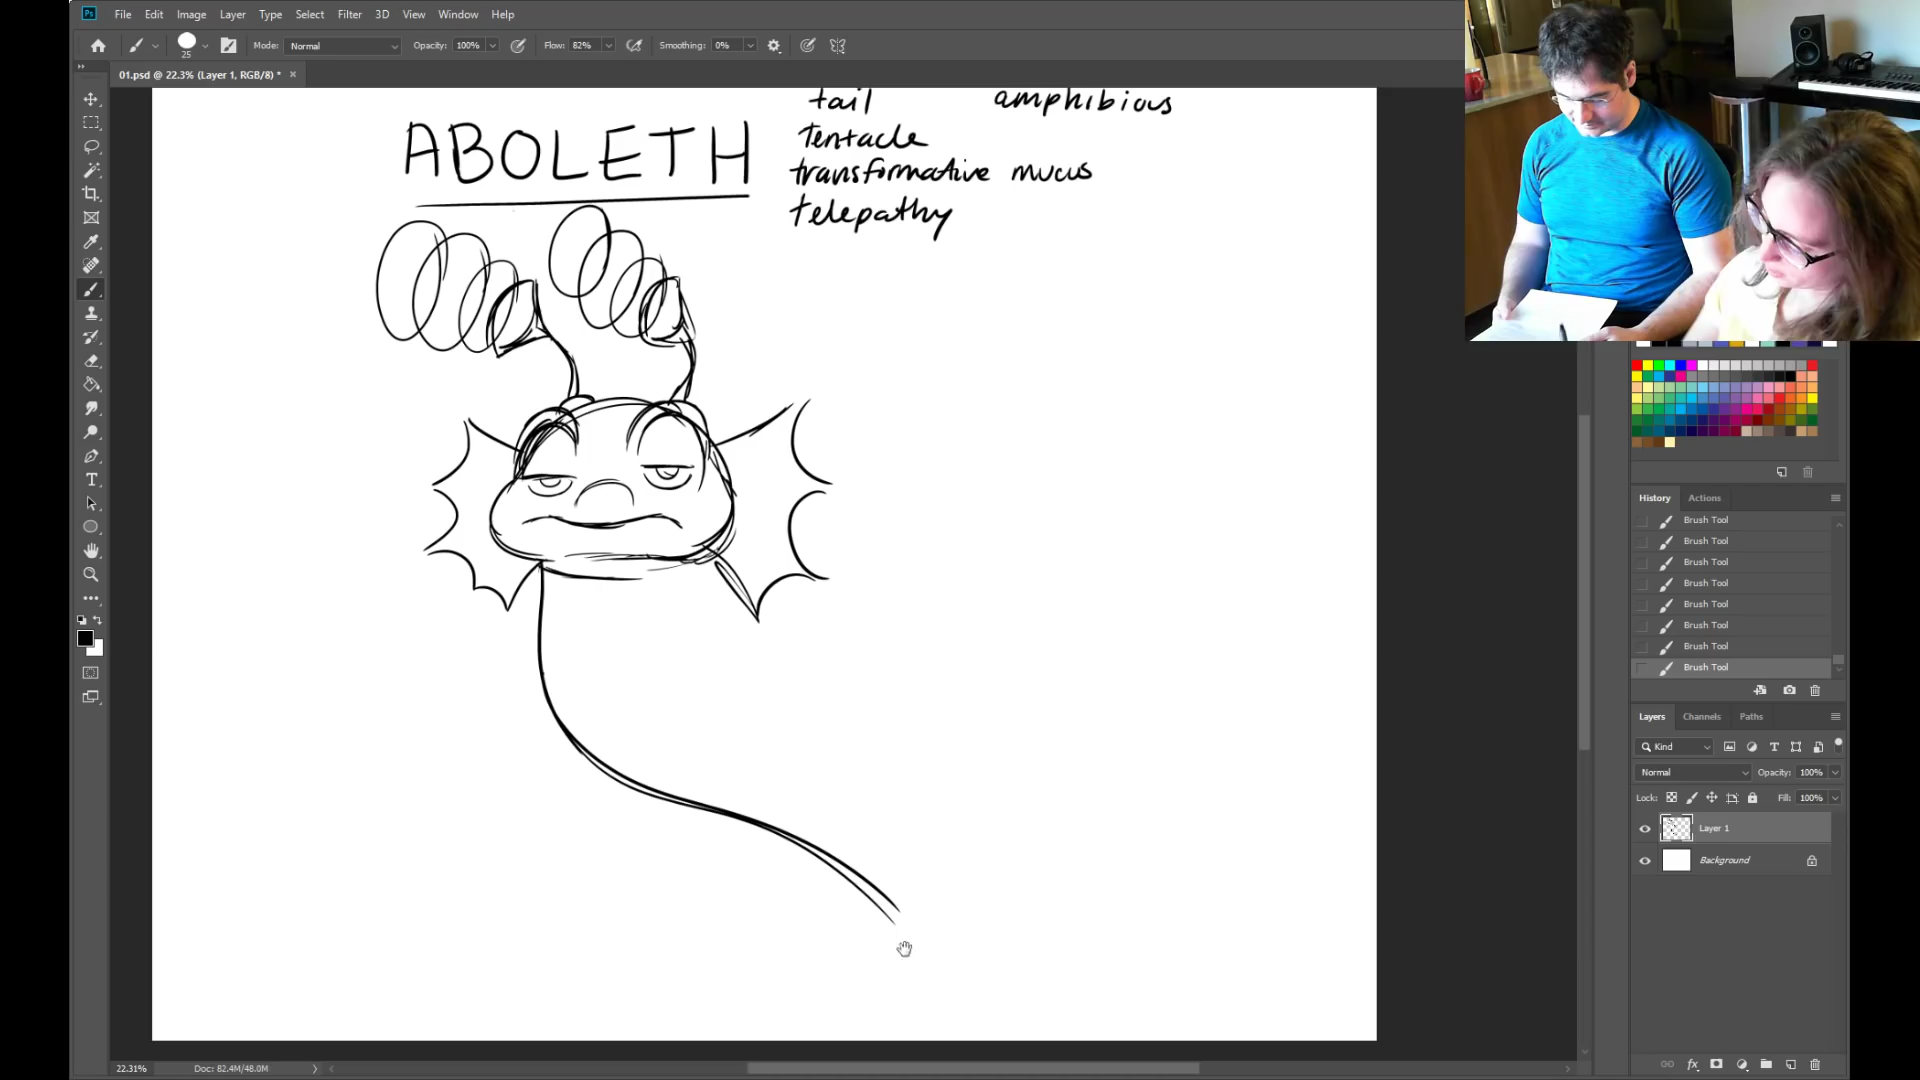 Ps File Edit Image Layer Type Select Filter 3D View Window Help
25 Mode: Normal Opacity: 100% Flow: 82% Smoothing: 0%
01.psd @ 22.3% (Layer 1, RGB/8) *
tail amphibious
ABOLETH
Tentacle
transformative mucus
telepathy
History Actions
Brush Tool
Brush Tool
Brush Tool
Brush Tool
Brush Tool
Brush Tool
Brush Tool
Brush Tool
Layers Channels Paths
Kind
Normal Opacity: 100%
Lock: Fill: 100%
Layer 1
Background
fx
22.31% Doc: 82.4M/48.0M